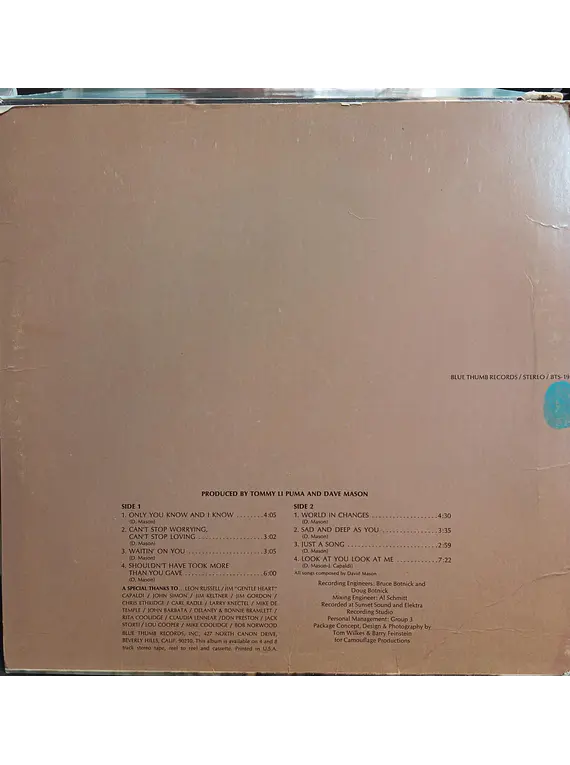 BLUE THUMB RECORDS / STEREO / BTS-19
PRODUCED BY TOMMY LI PUMA AND DAVE MASON
SIDE 1
1. ONLY YOU KNOW AND I KNOW .........4:05
(D. Mason)
2. CAN'T STOP WORRYING,
CAN'T STOP LOVING ..................3:02
(D. Mason)
3. WAITIN' ON YOU .....................3:05
(D. Mason)
4. SHOULDN'T HAVE TOOK MORE
THAN YOU GAVE ......................6:00
(D. Mason)
A SPECIAL THANKS TO . . . LEON RUSSELL / JIM "GENTLE HEART"
CAPALDI / JOHN SIMON / JIM KELTNER / JIM GORDON /
CHRIS ETHRIDGE / CARL RADLE / LARRY KNECTEL / MIKE DE
TEMPLE / JOHN BARBATA / DELANEY & BONNIE BRAMLETT /
RITA COOLIDGE / CLAUDIA LENNEAR / DON PRESTON / JACK
STORTI / LOU COOPER / MIKE COOLIDGE / BOB NORWOOD
BLUE THUMB RECORDS, INC., 427 NORTH CANON DRIVE,
BEVERLY HILLS, CALIF. 90210. This album is available on 4 and 8
track stereo tape, reel to reel and cassette. Printed in U.S.A.
SIDE 2
1. WORLD IN CHANGES ....................4:30
(D. Mason)
2. SAD AND DEEP AS YOU .................3:35
(D. Mason)
3. JUST A SONG .........................2:59
(D. Mason)
4. LOOK AT YOU LOOK AT ME ..............7:22
(D. Mason-J. Capaldi)
All songs composed by David Mason
Recording Engineers: Bruce Botnick and
Doug Botnick
Mixing Engineer: Al Schmitt
Recorded at Sunset Sound and Elektra
Recording Studio
Personal Management: Group 3
Package Concept, Design & Photography by
Tom Wilkes & Barry Feinstein
for Camouflage Productions